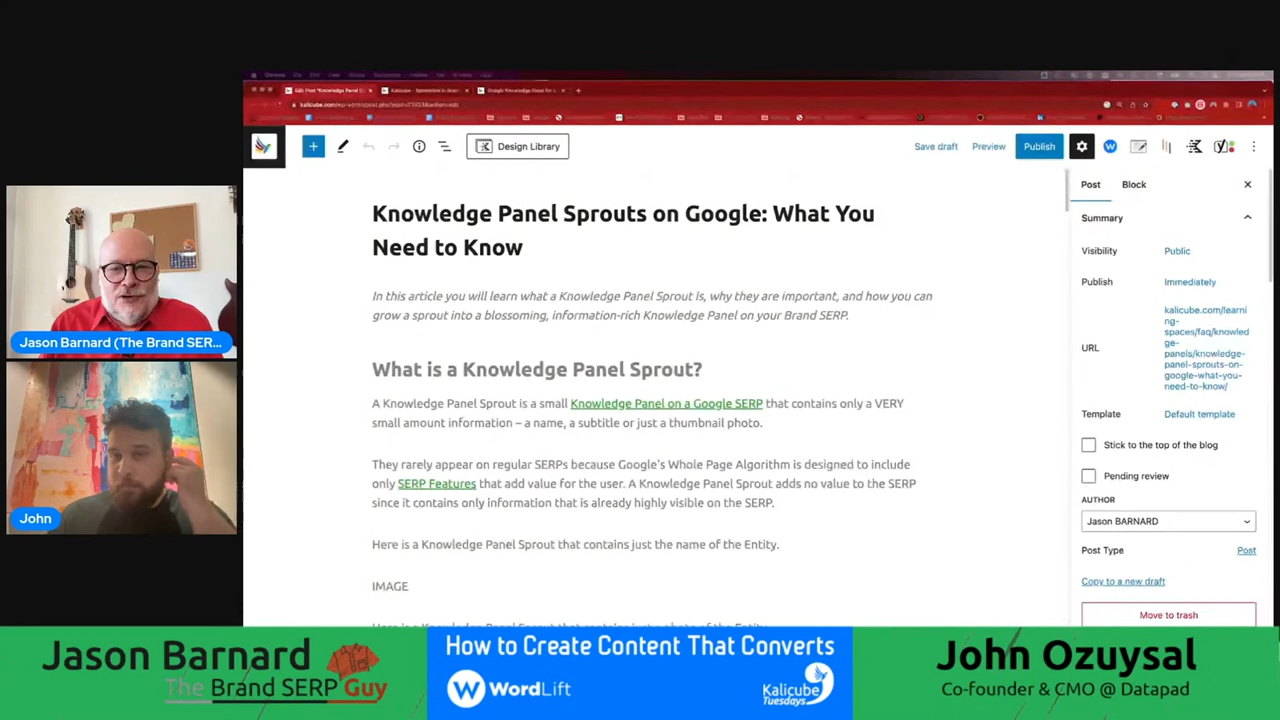 Design Library
Save draft
Preview
Publish
Post
Block
Summary
Visibility
Public
Publish
Immediately
URL
kalicube.com/learni
ng-
spaces/faq/knowled
ge-
panels/knowledge-
panel-sprouts-on-
google-what-you-
need-to-know/
Template
Default template
Stick to the top of the blog
Pending review
AUTHOR
Jason BARNARD
Post Type
Post
Copy to a new draft
Move to trash
Knowledge Panel Sprouts on Google: What You
Need to Know
In this article you will learn what a Knowledge Panel Sprout is, why they are important, and how you can
grow a sprout into a blossoming, information-rich Knowledge Panel on your Brand SERP.
What is a Knowledge Panel Sprout?
A Knowledge Panel Sprout is a small Knowledge Panel on a Google SERP that contains only a VERY
small amount information – a name, a subtitle or just a thumbnail photo.
They rarely appear on regular SERPs because Google's Whole Page Algorithm is designed to include
only SERP Features that add value for the user. A Knowledge Panel Sprout adds no value to the SERP
since it contains only information that is already highly visible on the SERP.
Here is a Knowledge Panel Sprout that contains just the name of the Entity.
IMAGE
Jason Barnard (The Brand SER...
John
Jason Barnard
The Brand SERP Guy
How to Create Content That Converts
WordLift
Kalicube
Tuesdays
John Ozuysal
Co-founder & CMO @ Datapad